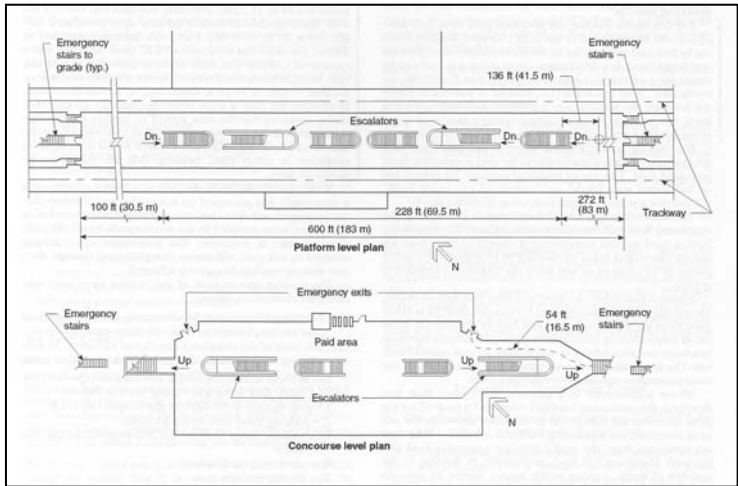 Emergency
stairs to
grade (typ.)
Emergency
stairs
136 ft (41.5 m)
Escalators
Dn.
Dn.
Dn.
100 ft (30.5 m)
228 ft (69.5 m)
272 ft
(83 m)
Trackway
600 ft (183 m)
Platform level plan
N
Emergency exits
54 ft
(16.5 m)
Emergency
stairs
Emergency
stairs
Paid area
Up
Up
Up
Escalators
N
Concourse level plan